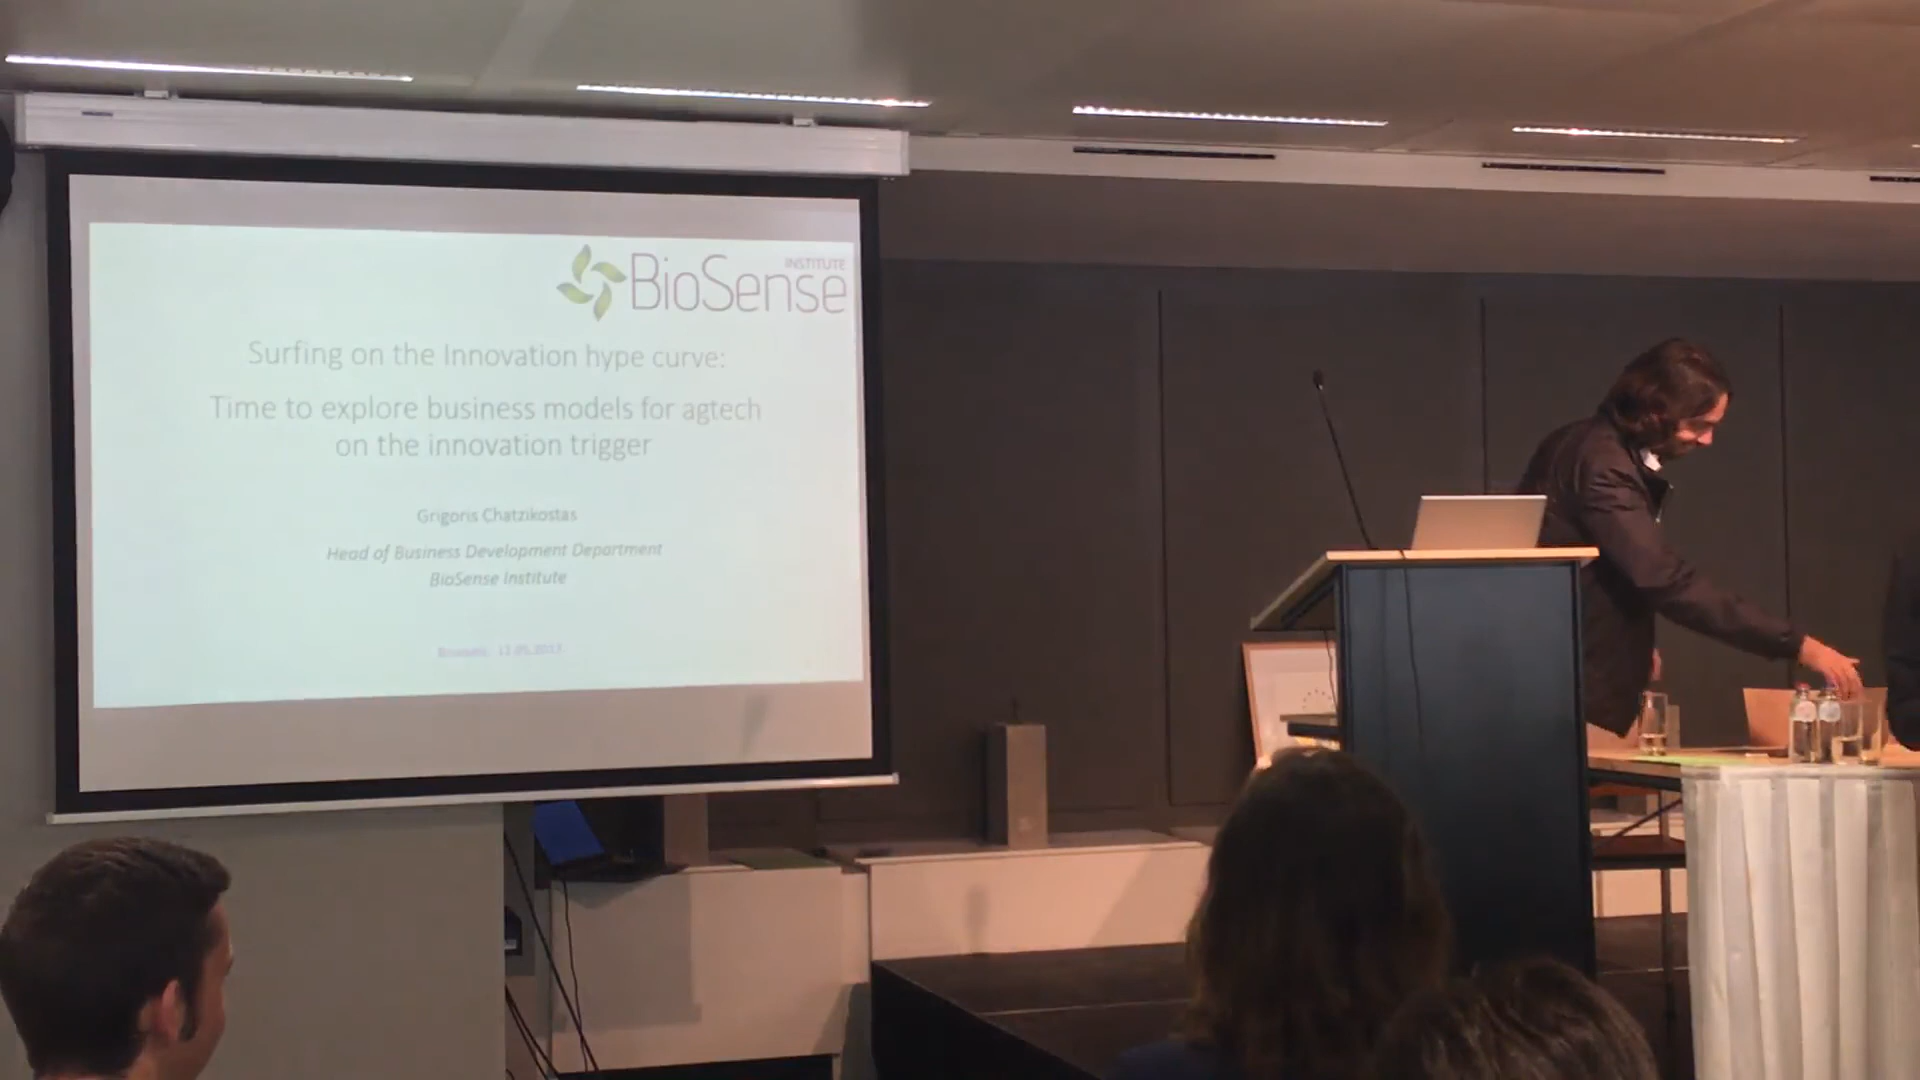 INSTITUTE
BioSense
Surfing on the Innovation hype curve:
Time to explore business models for agtech
on the innovation trigger
Grigoris Chatzikostas
Head of Business Development Department
BioSense Institute
Brussels,